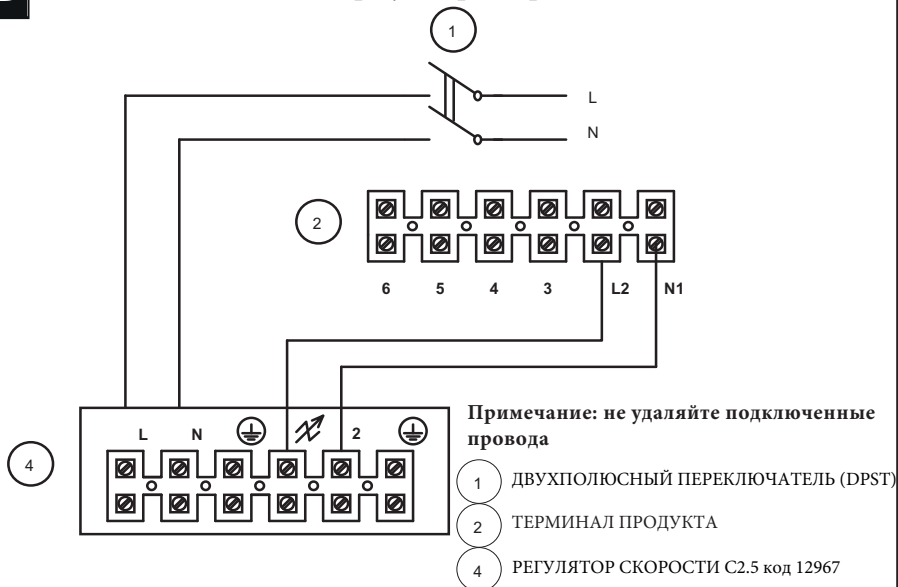 1
L
N
2
6 5 4 3 L2 N1
L N 2
4
Примечание: не удаляйте подключенные
провода
1 ДВУХПОЛЮСНЫЙ ПЕРЕКЛЮЧАТЕЛЬ (DPST)
2 ТЕРМИНАЛ ПРОДУКТА
4 РЕГУЛЯТОР СКОРОСТИ C2.5 код 12967